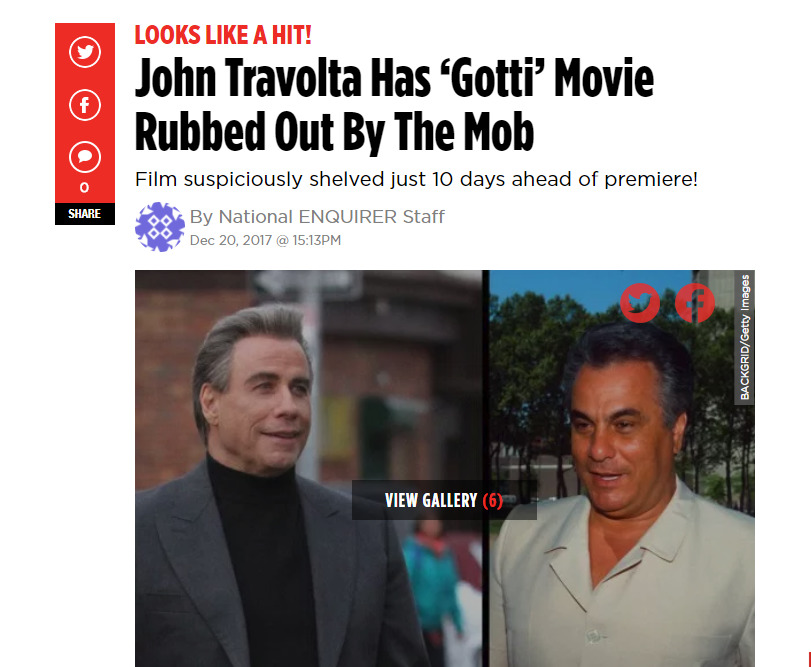 LOOKS LIKE A HIT!
John Travolta Has ‘Gotti’ Movie
Rubbed Out By The Mob
Film suspiciously shelved just 10 days ahead of premiere!
0
SHARE
By National ENQUIRER Staff
Dec 20, 2017 @ 15:13PM
BACKGRID/Getty Images
VIEW GALLERY (6)